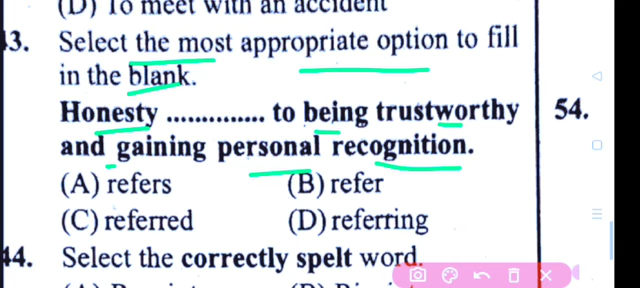 (D) To meet with an accident
43. Select the most appropriate option to fill
in the blank.
Honesty .............. to being trustworthy
and gaining personal recognition.
(A) refers
(B) refer
(C) referred
(D) referring
44. Select the correctly spelt word.
54.